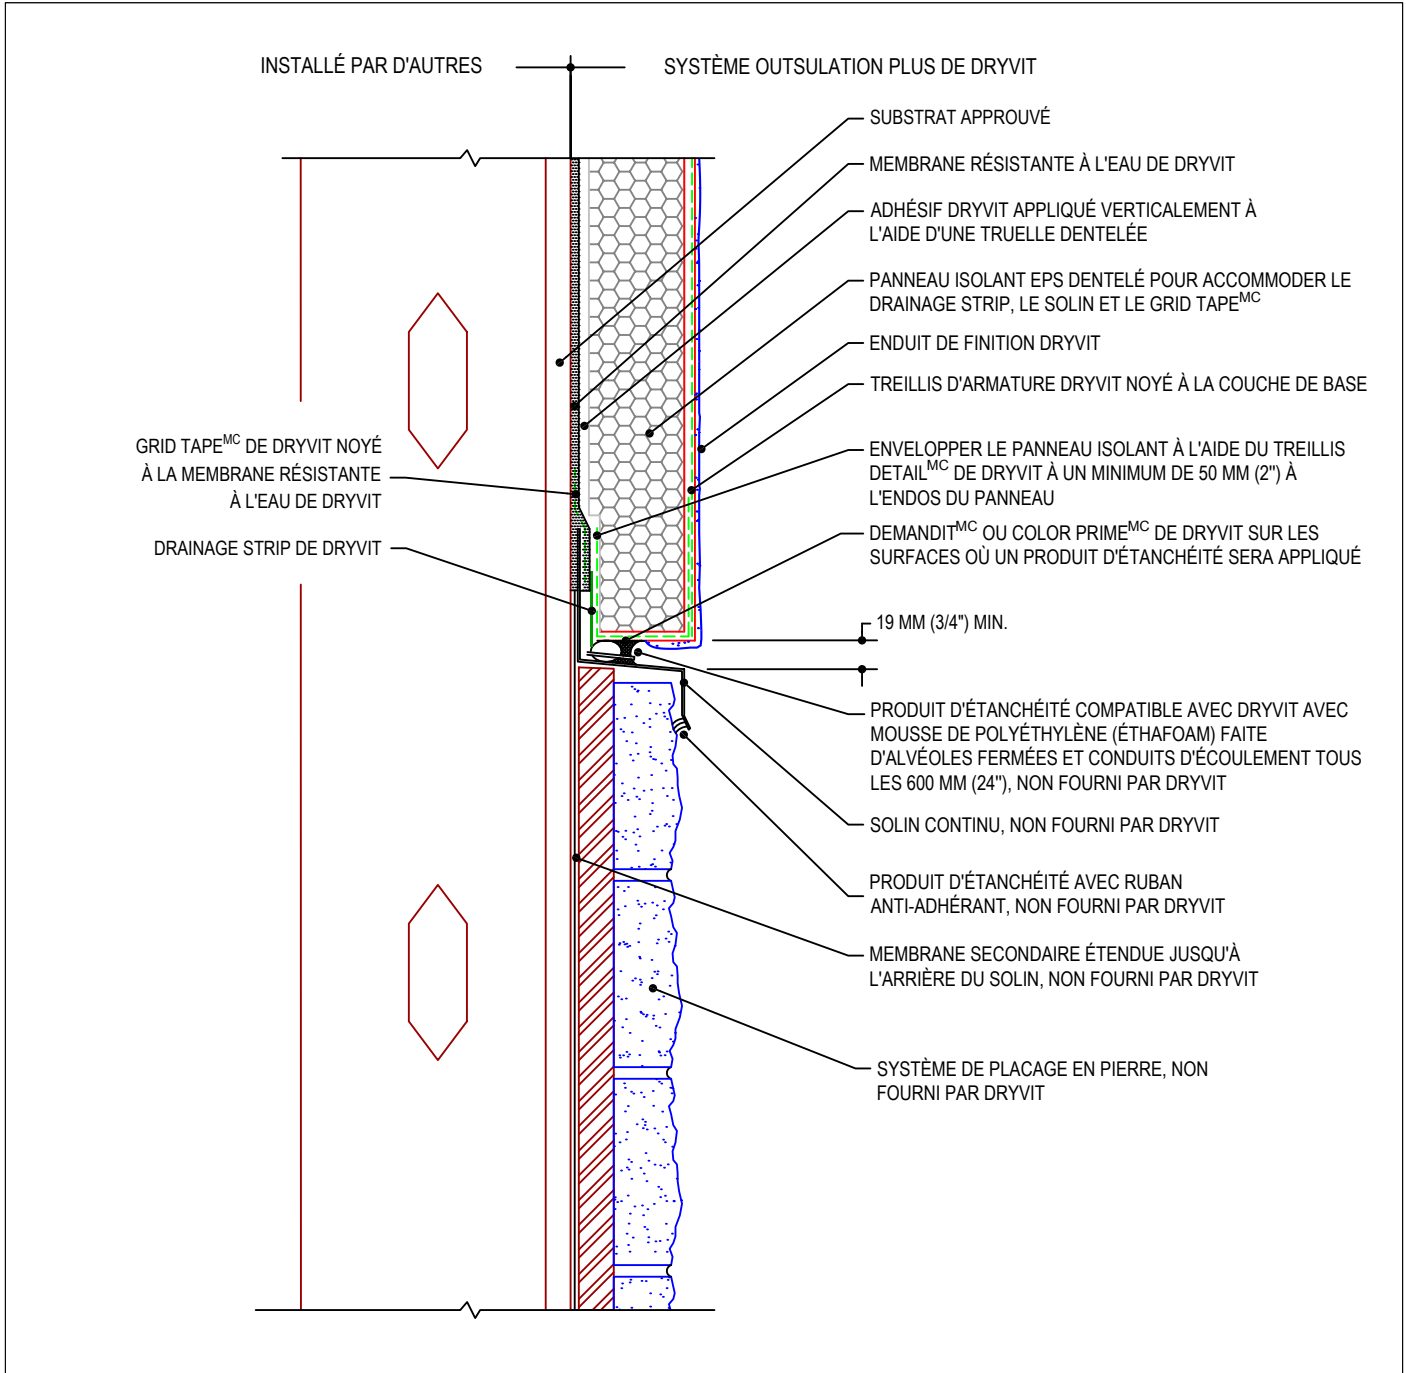 INSTALLÉ PAR D'AUTRES
SYSTÈME OUTSULATION PLUS DE DRYVIT
SUBSTRAT APPROUVÉ
MEMBRANE RÉSISTANTE À L'EAU DE DRYVIT
ADHÉSIF DRYVIT APPLIQUÉ VERTICALEMENT À
L'AIDE D'UNE TRUELLE DENTELÉE
PANNEAU ISOLANT EPS DENTELÉ POUR ACCOMMODER LE
DRAINAGE STRIP, LE SOLIN ET LE GRID TAPEMC
ENDUIT DE FINITION DRYVIT
TREILLIS D'ARMATURE DRYVIT NOYÉ À LA COUCHE DE BASE
GRID TAPEMC DE DRYVIT NOYÉ
À LA MEMBRANE RÉSISTANTE
À L'EAU DE DRYVIT
DRAINAGE STRIP DE DRYVIT
ENVELOPPER LE PANNEAU ISOLANT À L'AIDE DU TREILLIS
DETAILMC DE DRYVIT À UN MINIMUM DE 50 MM (2") À
L'ENDOS DU PANNEAU
DEMANDITMC OU COLOR PRIMEMC DE DRYVIT SUR LES
SURFACES OÙ UN PRODUIT D'ÉTANCHÉITÉ SERA APPLIQUÉ
19 MM (3/4") MIN.
PRODUIT D'ÉTANCHÉITÉ COMPATIBLE AVEC DRYVIT AVEC
MOUSSE DE POLYÉTHYLÈNE (ÉTHAFOAM) FAITE
D'ALVÉOLES FERMÉES ET CONDUITS D'ÉCOULEMENT TOUS
LES 600 MM (24"), NON FOURNI PAR DRYVIT
SOLIN CONTINU, NON FOURNI PAR DRYVIT
PRODUIT D'ÉTANCHÉITÉ AVEC RUBAN
ANTI-ADHÉRANT, NON FOURNI PAR DRYVIT
MEMBRANE SECONDAIRE ÉTENDUE JUSQU'À
L'ARRIÈRE DU SOLIN, NON FOURNI PAR DRYVIT
SYSTÈME DE PLACAGE EN PIERRE, NON
FOURNI PAR DRYVIT